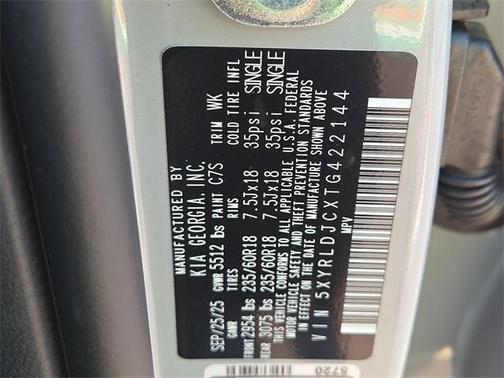 MANUFACTURED BY
KIA GEORGIA, INC.
SEP/25/25 GVWR 5512 lbs PAINT C7S TRIM WK
GAWR TIRES RIMS COLD TIRE INFL
FRONT 2954 lbs 235/60R18 7.5Jx18 35psi SINGLE
REAR 3075 lbs 235/60R18 7.5Jx18 35psi SINGLE
THIS VEHICLE CONFORMS TO ALL APPLICABLE U.S.A. FEDERAL
MOTOR VEHICLE SAFETY AND THEFT PREVENTION STANDARDS
IN EFFECT ON THE DATE OF MANUFACTURE SHOWN ABOVE
VIN 5XYRLDJCXTG422144
MPV
5720